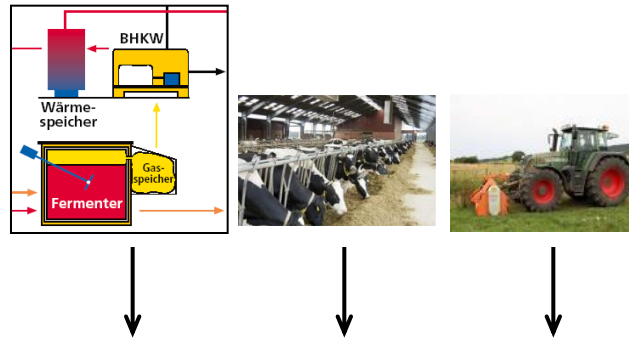 BHKW
Wärme-
speicher
Gas-
speicher
Fermenter